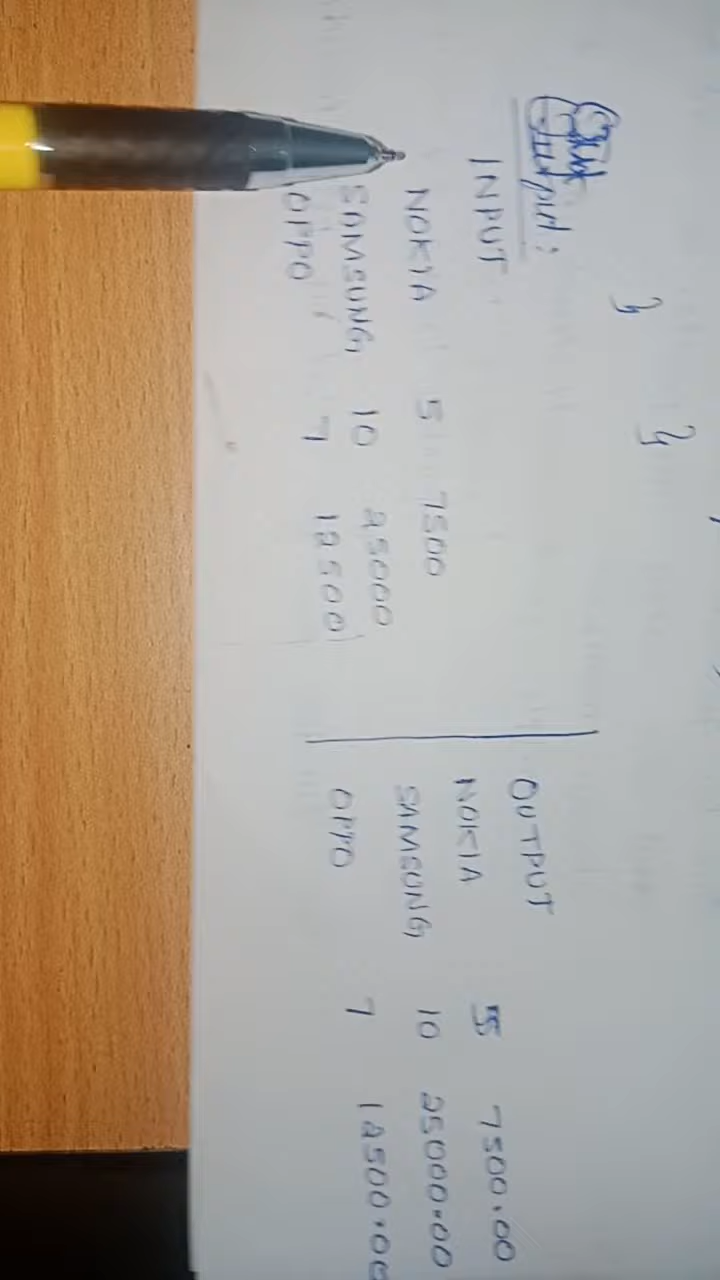 }
}
Output:
INPUT
NOKIA 5 7500
SAMSUNG 10 25000
OPPO 7 12500
OUTPUT
NOKIA 5 7500.00
SAMSUNG 10 25000.00
OPPO 7 12500.00